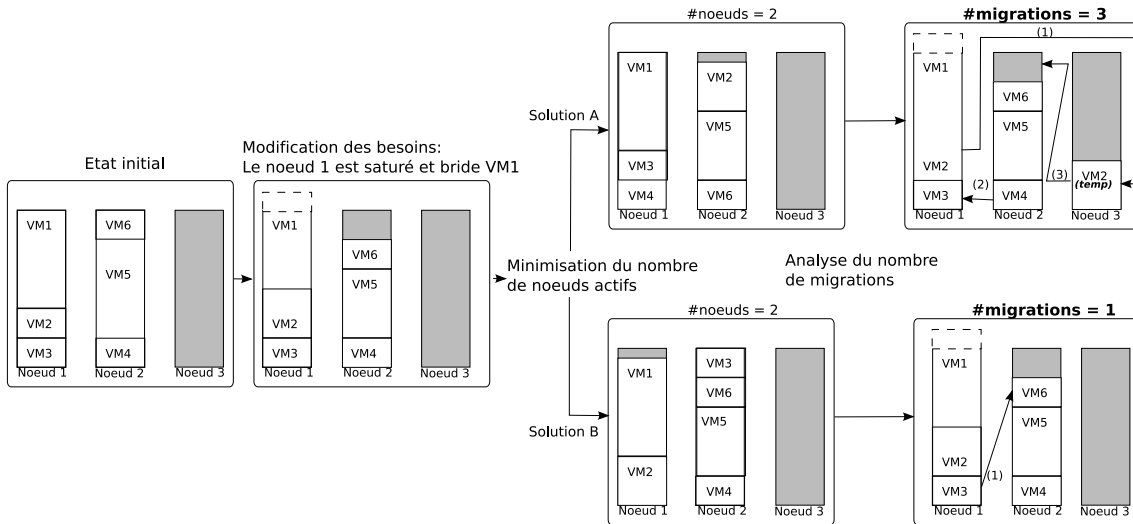 Etat initial
VM1
VM2
VM3
Noeud 1
VM6
VM5
VM4
Noeud 2
Noeud 3
Modification des besoins:
Le noeud 1 est saturé et bride VM1
VM1
VM2
VM3
Noeud 1
VM6
VM5
VM4
Noeud 2
Noeud 3
Minimisation du nombre
de noeuds actifs
Solution A
#noeuds = 2
VM1
VM3
VM4
Noeud 1
VM2
VM5
VM6
Noeud 2
Noeud 3
#migrations = 3
(1)
VM1
VM2
VM3
Noeud 1
(2)
VM6
VM5
VM4
Noeud 2
(3)
VM2
(temp)
Noeud 3
Analyse du nombre
de migrations
Solution B
#noeuds = 2
VM1
VM2
Noeud 1
VM3
VM6
VM5
VM4
Noeud 2
Noeud 3
#migrations = 1
VM1
VM2
VM3
Noeud 1
(1)
VM6
VM5
VM4
Noeud 2
Noeud 3